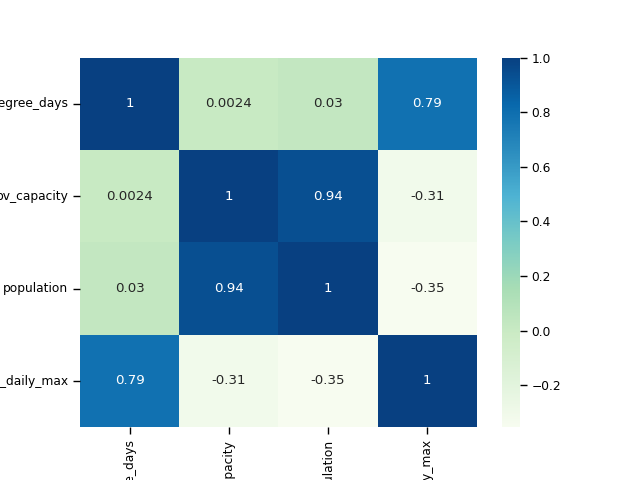 egree_days 1 0.0024 0.03 0.79
pv_capacity 0.0024 1 0.94 -0.31
population 0.03 0.94 1 -0.35
_daily_max 0.79 -0.31 -0.35 1
e_days
pacity
ulation
y_max
1.0
0.8
0.6
0.4
0.2
0.0
−0.2